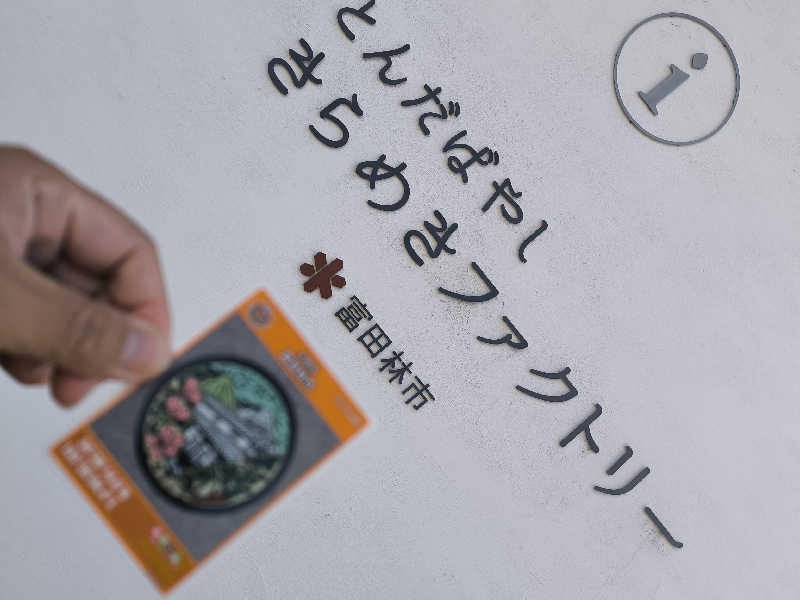 i
とんだばやし
きらめきファクトリー
富田林市